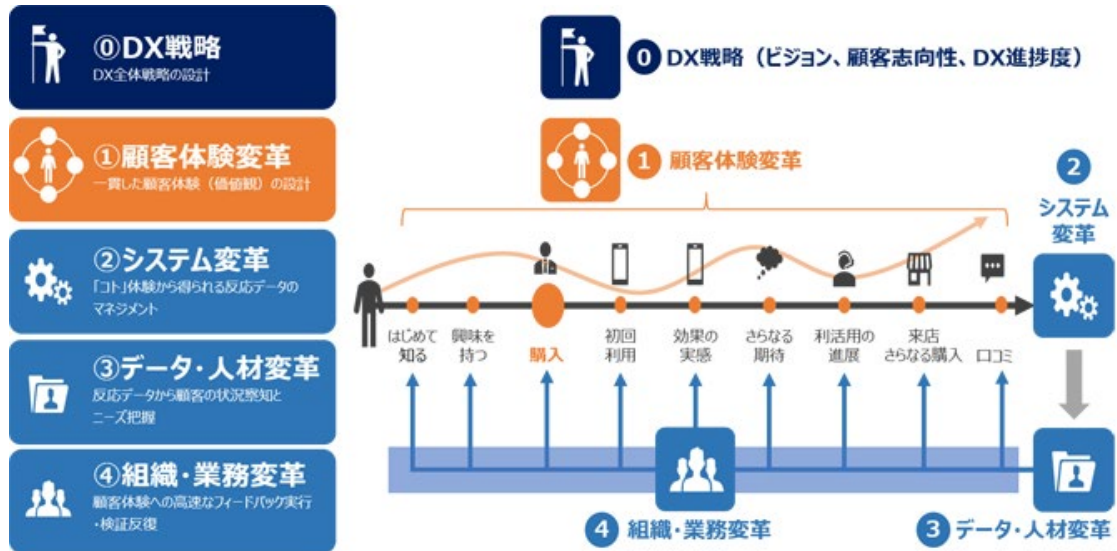 ⓪DX戦略
DX全体戦略の設計
①顧客体験変革
一貫した顧客体験（価値観）の設計
②システム変革
「コト」体験から得られる反応データの
マネジメント
③データ・人材変革
反応データから顧客の状況察知と
ニーズ把握
④組織・業務変革
顧客体験への高速なフィードバック実行
・検証反復
0 DX戦略（ビジョン、顧客志向性、DX進捗度）
1 顧客体験変革
2
システム
変革
はじめて
知る
興味を
持つ
購入
初回
利用
効果の
実感
さらなる
期待
利活用の
進展
来店
さらなる購入
口コミ
4 組織・業務変革
3 データ・人材変革